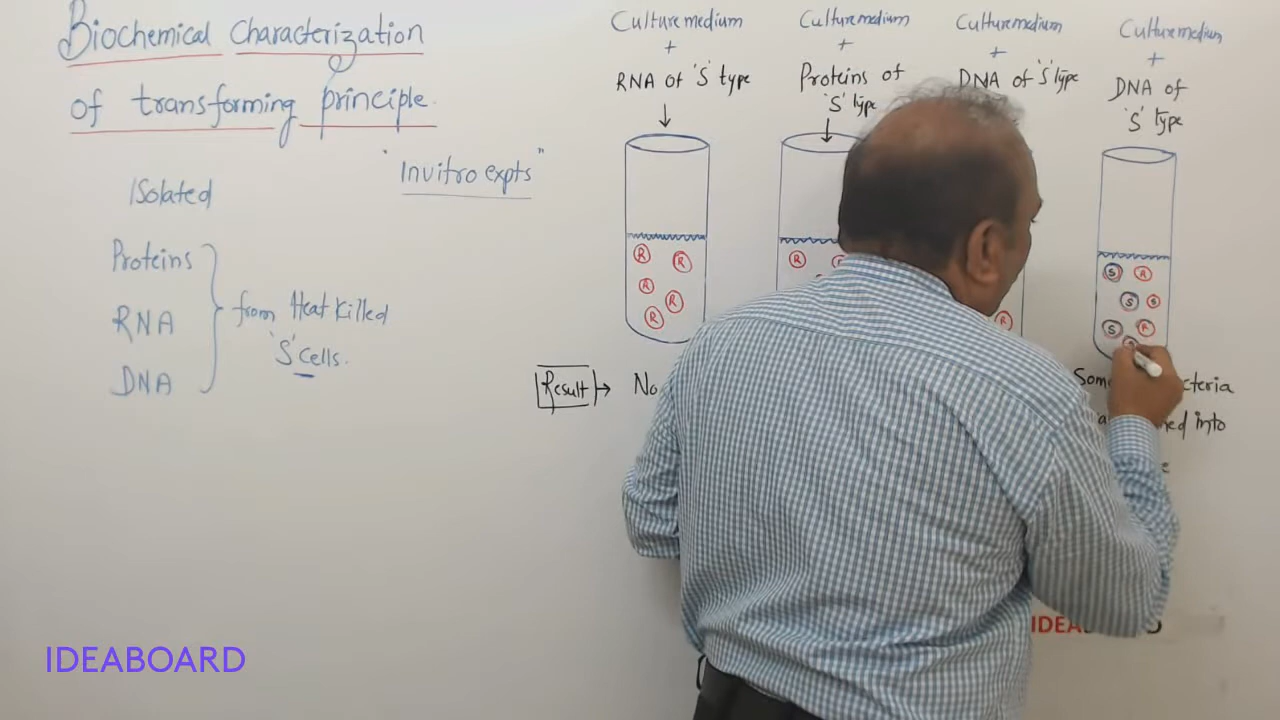 Biochemical Characterization
of transforming principle.
"Invitro expts"
Isolated
Proteins
RNA
DNA
from Heat killed
'S' Cells.
Culture medium
+
RNA of 'S' type
R R
R
R
R
Culture medium
+
Proteins of
'S' type
R
Culture medium
+
DNA of 'S' type
R
Culture medium
+
DNA of
'S' type
S R
S S
S R
Result → No
into
IDEABOARD